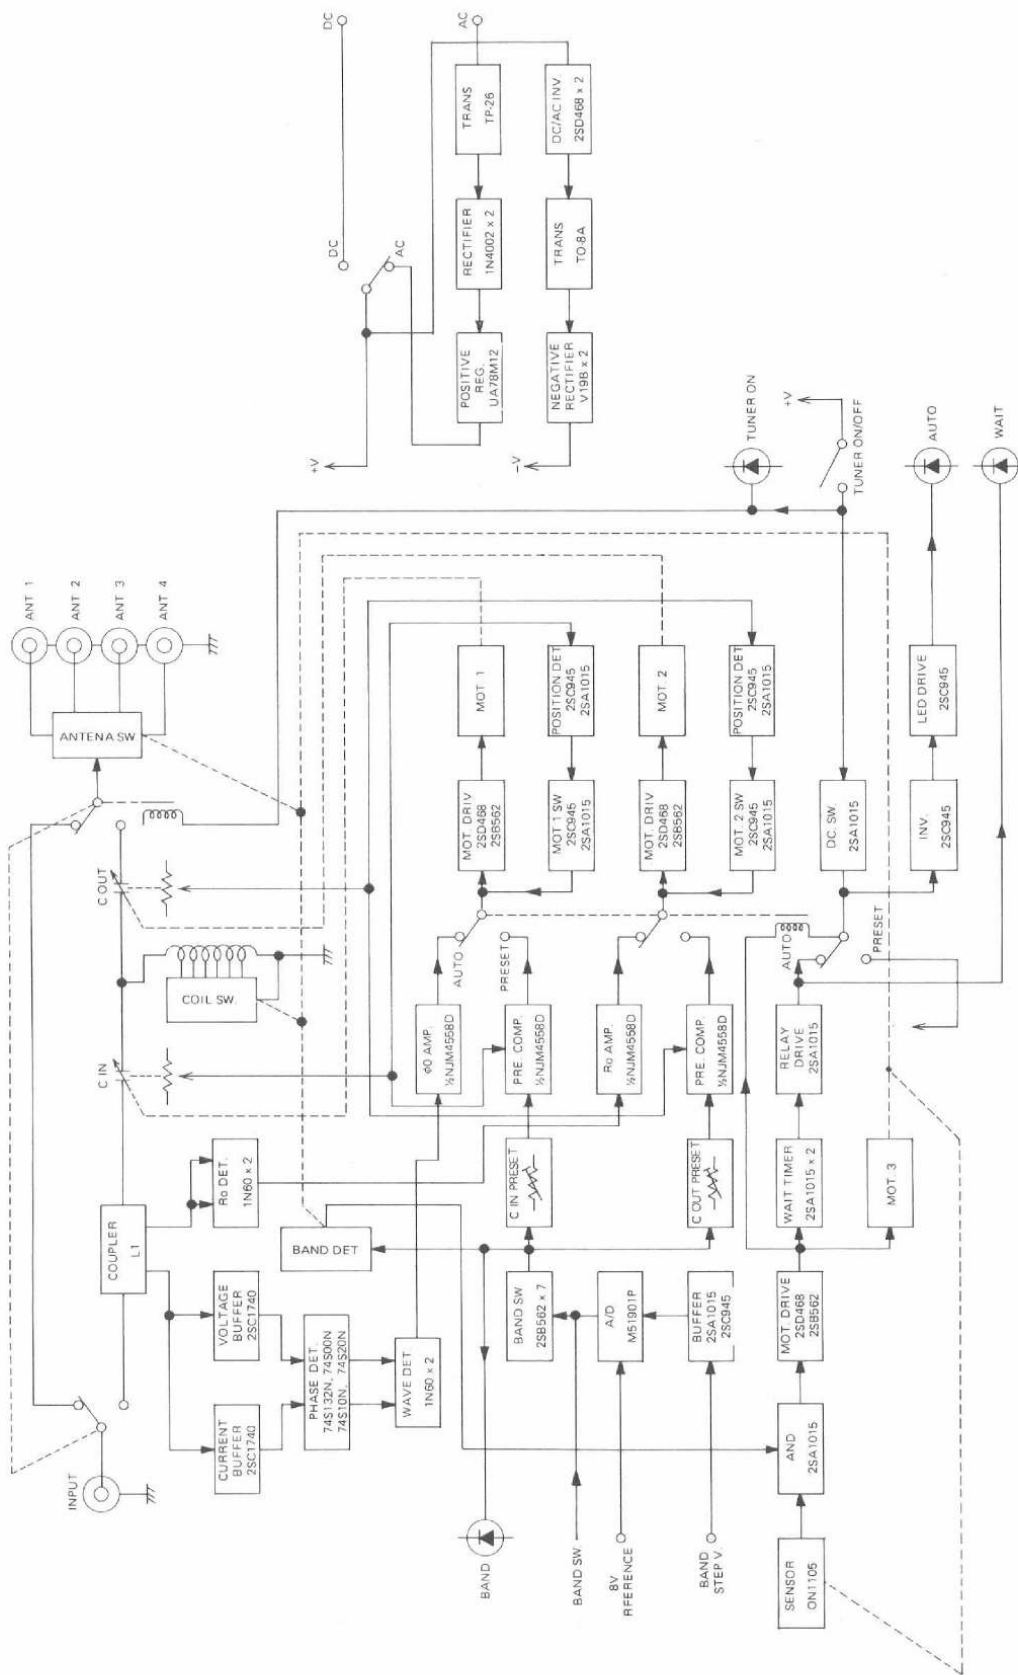 INPUT
CURRENT
BUFFER
2SC1740
VOLTAGE
BUFFER
2SC1740
COUPLER
L1
Ro DET.
1N60 x 2
C IN
COIL SW.
C OUT
ANTENA SW.
ANT 1
ANT 2
ANT 3
ANT 4
PHASE DET.
74S132N, 74S00N
74S10N, 74S20N
WAVE DET.
1N60 x 2
BAND DET
ΦO AMP.
½NJM4558D
AUTO
PRESET
PRE. COMP.
½NJM4558D
MOT. DRIV
2SD468
2SB562
MOT. 1
MOT 1 SW
2SC945
2SA1015
POSITION DET
2SC945
2SA1015
BAND
BAND SW
BAND SW
2SB562 x 7
C IN PRESET
Ro AMP.
½NJM4558D
MOT. DRIV
2SD468
2SB562
MOT. 2
8V
RFERENCE
A/D
M51901P
BAND
STEP V.
BUFFER
2SA1015
2SC945
C OUT PRESET
PRE COMP.
½NJM4558D
MOT. 2 SW
2SC945
2SA1015
POSITION DET
2SC945
2SA1015
SENSOR
ON1105
AND
2SA1015
MOT. DRIVE
2SD468
2SB562
WAIT TIMER
2SA1015 x 2
RELAY
DRIVE
2SA1015
AUTO
PRESET
DC. SW
2SA1015
MOT. 3
INV.
2SC945
LED DRIVE
2SC945
TUNER ON
+V
TUNER ON/OFF
AUTO
WAIT
DC
DC
AC
AC
+V
POSITIVE
REG.
UA78M12
RECTIFIER
1N4002 x 2
TRANS
TP-26
-V
NEGATIVE
RECTIFIER
V19B x 2
TRANS
TO-8A
DC/AC INV.
2SD468 x 2